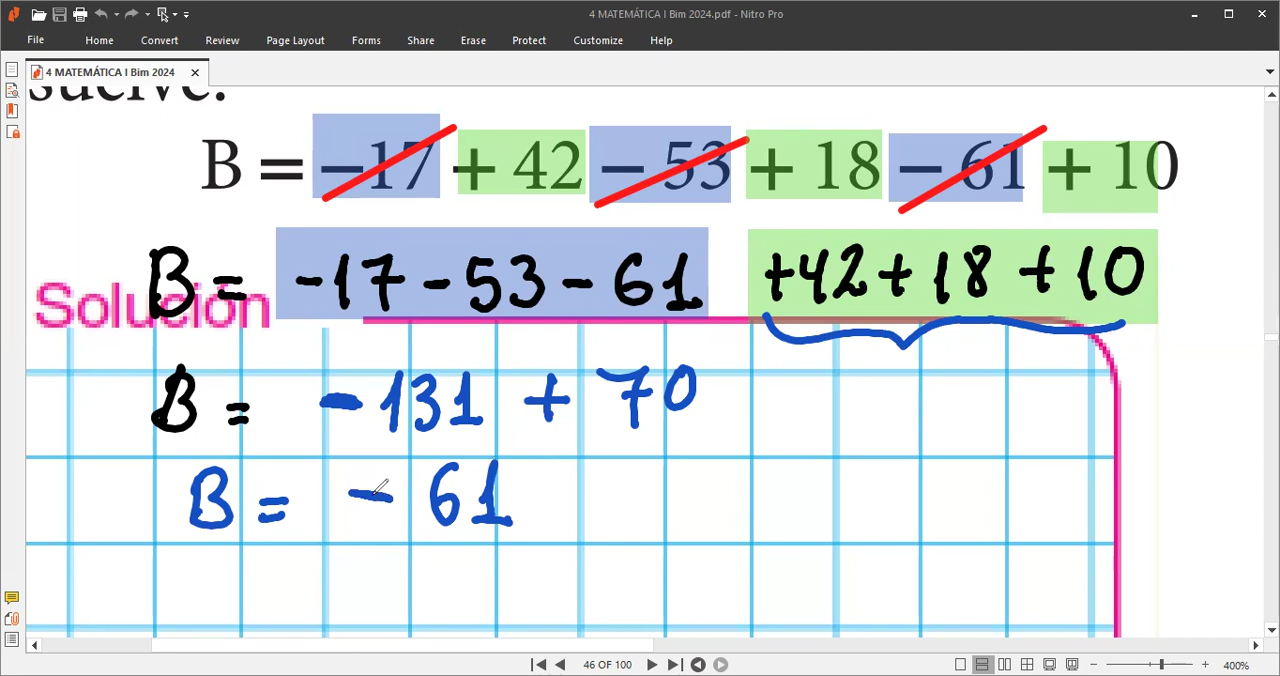 4 MATEMÁTICA I Bim 2024.pdf - Nitro Pro
File Home Convert Review Page Layout Forms Share Erase Protect Customize Help
4 MATEMÁTICA I Bim 2024
suelve:
B = −17 + 42 − 53 + 18 − 61 + 10
B = -17 - 53 - 61 +42 + 18 + 10
Solución
B = -131 + 70
B = - 61
46 OF 100
400%